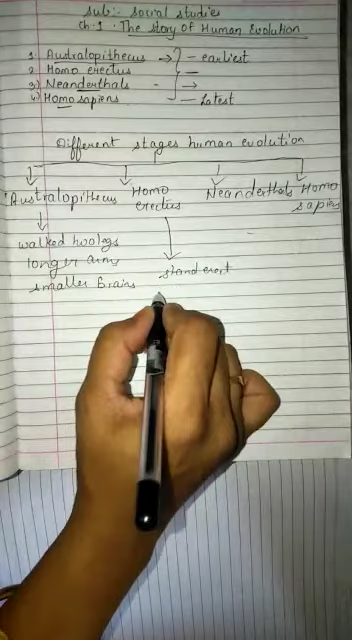 Sub:- Social studies
Ch-1. The Story of Human Evolution
1. Australopithecus → - earliest
2. Homo erectus -
3) Neanderthals - →
4) Homo sapiens - Latest
Different stages human evolution
Australopithecus Homo erectus Neanderthals Homo sapiens
walked
longer arms
smaller Brains
stand erect